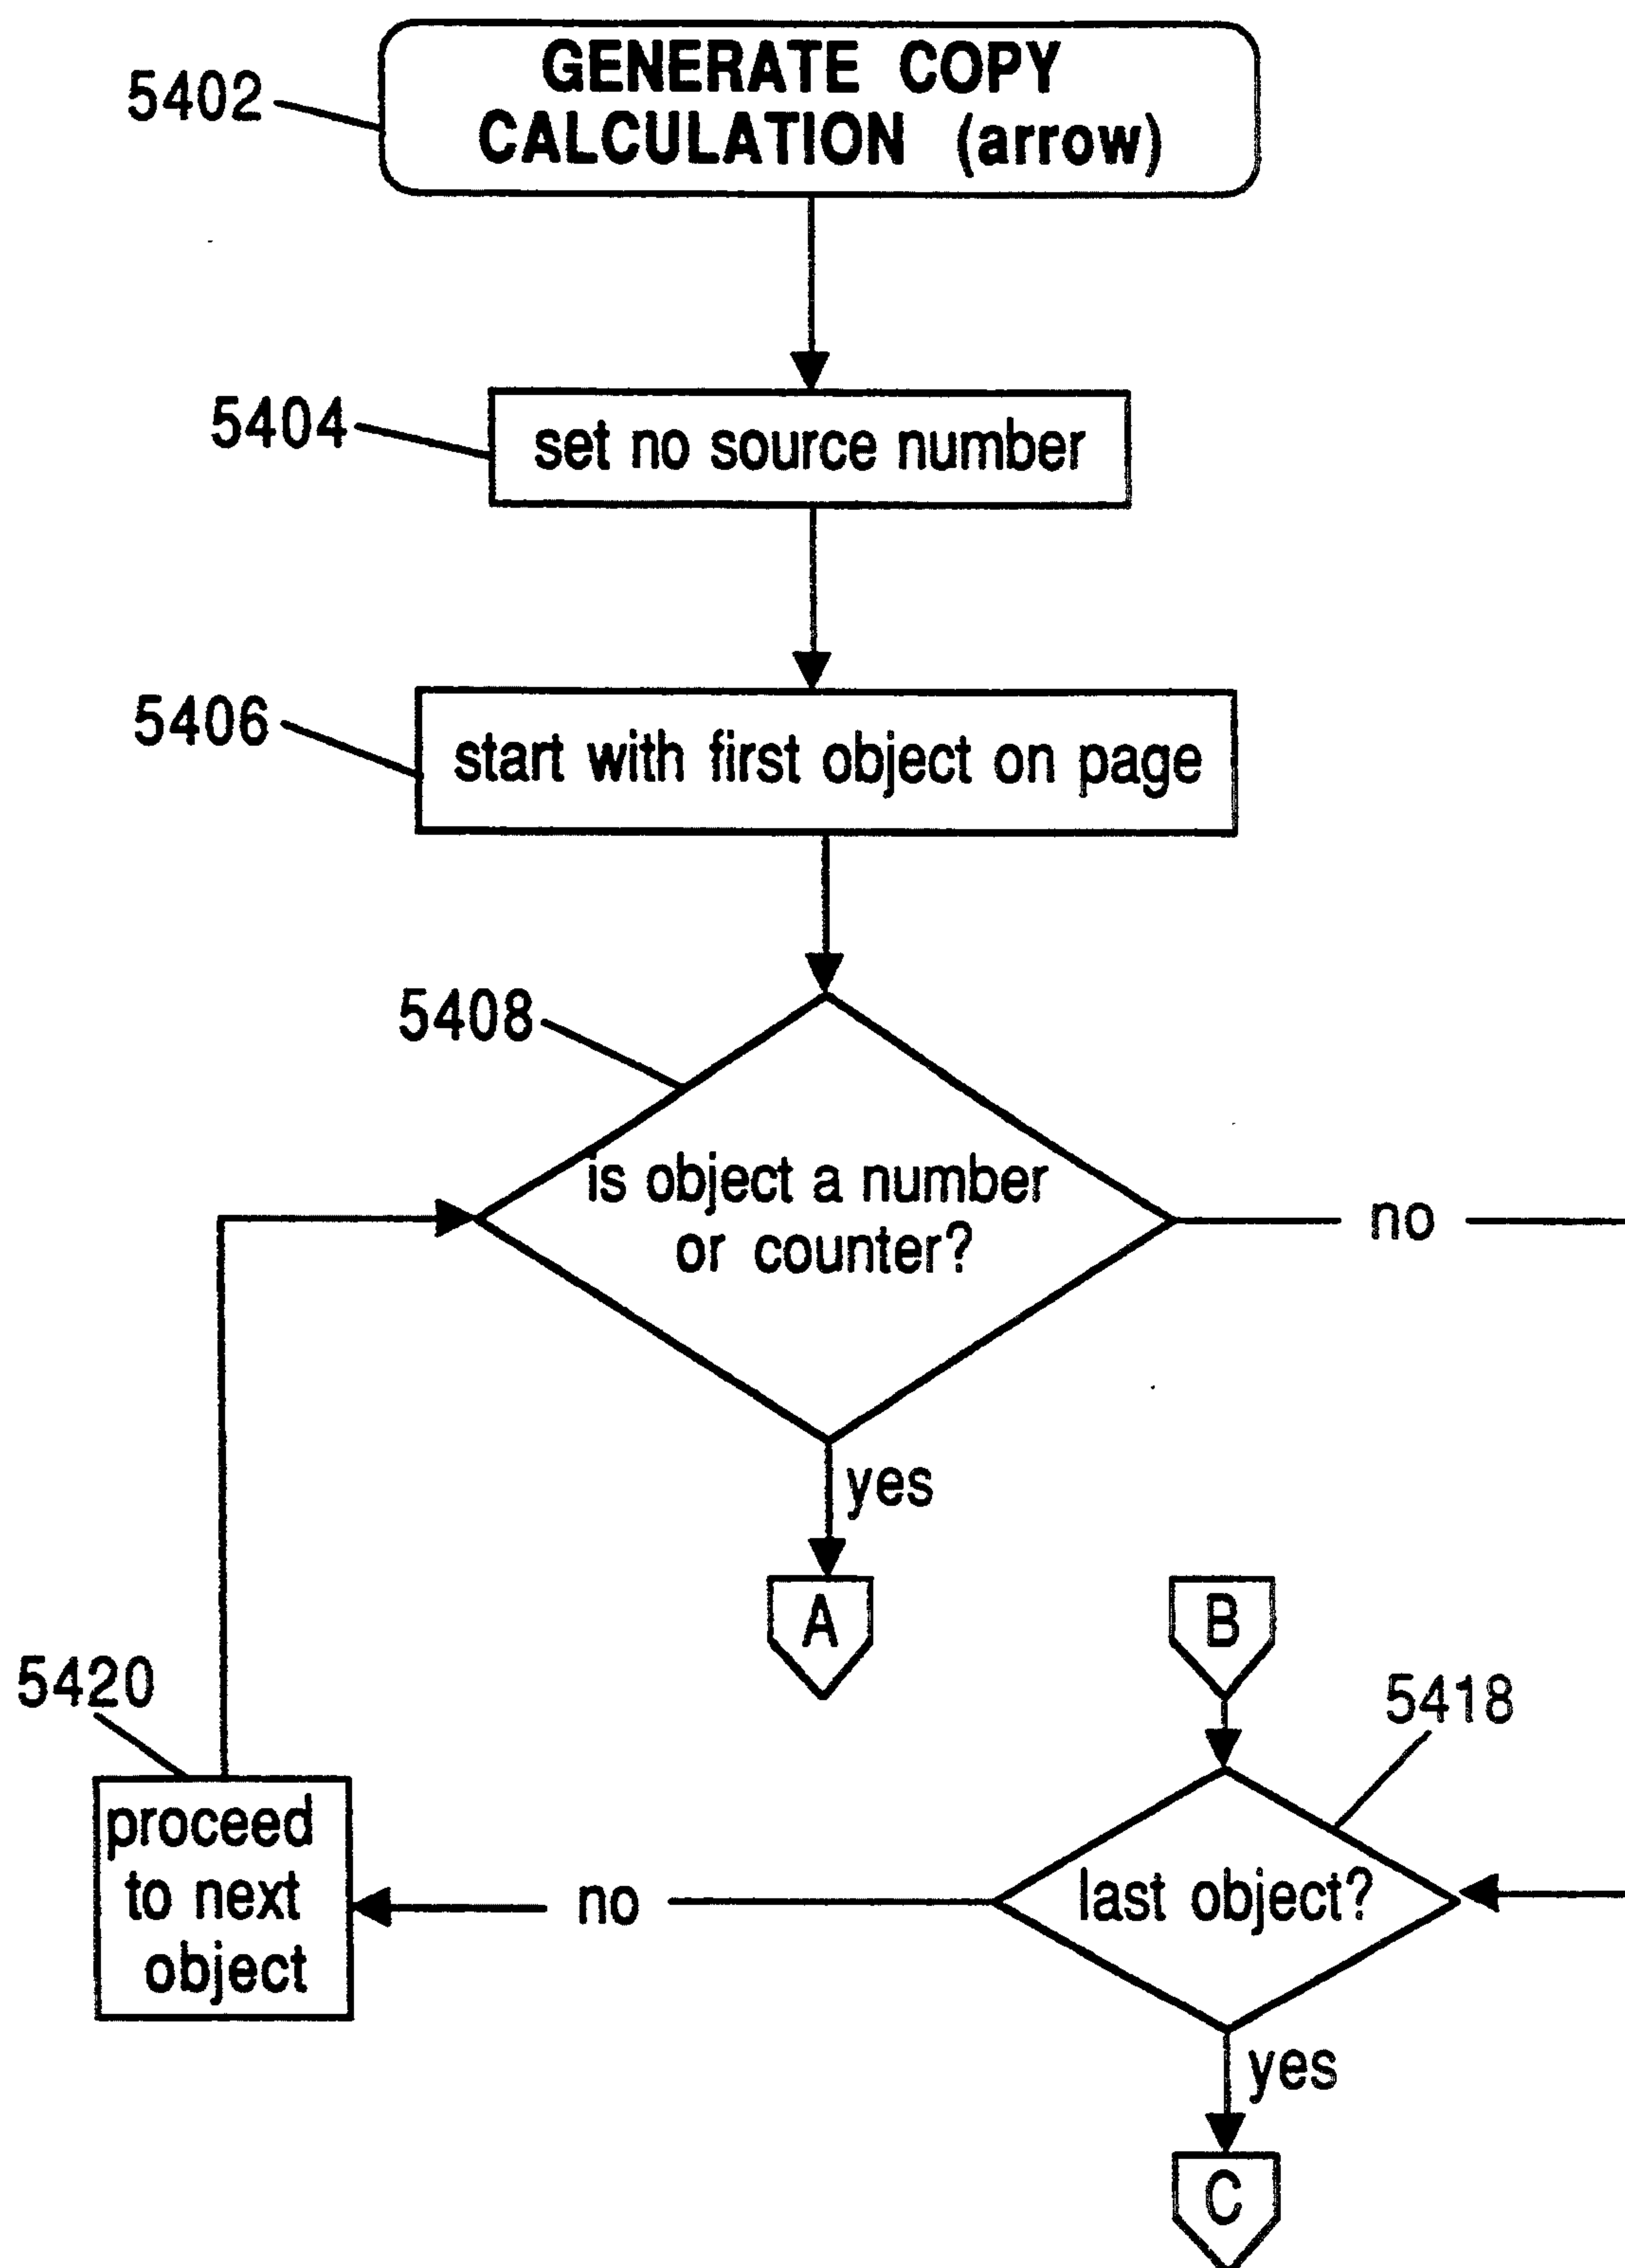 5402
GENERATE COPY
CALCULATION (arrow)
5404
set no source number
5406
start with first object on page
5408
is object a number
or counter?
no
yes
A
B
5420
5418
proceed
to next
object
no
last object?
yes
C